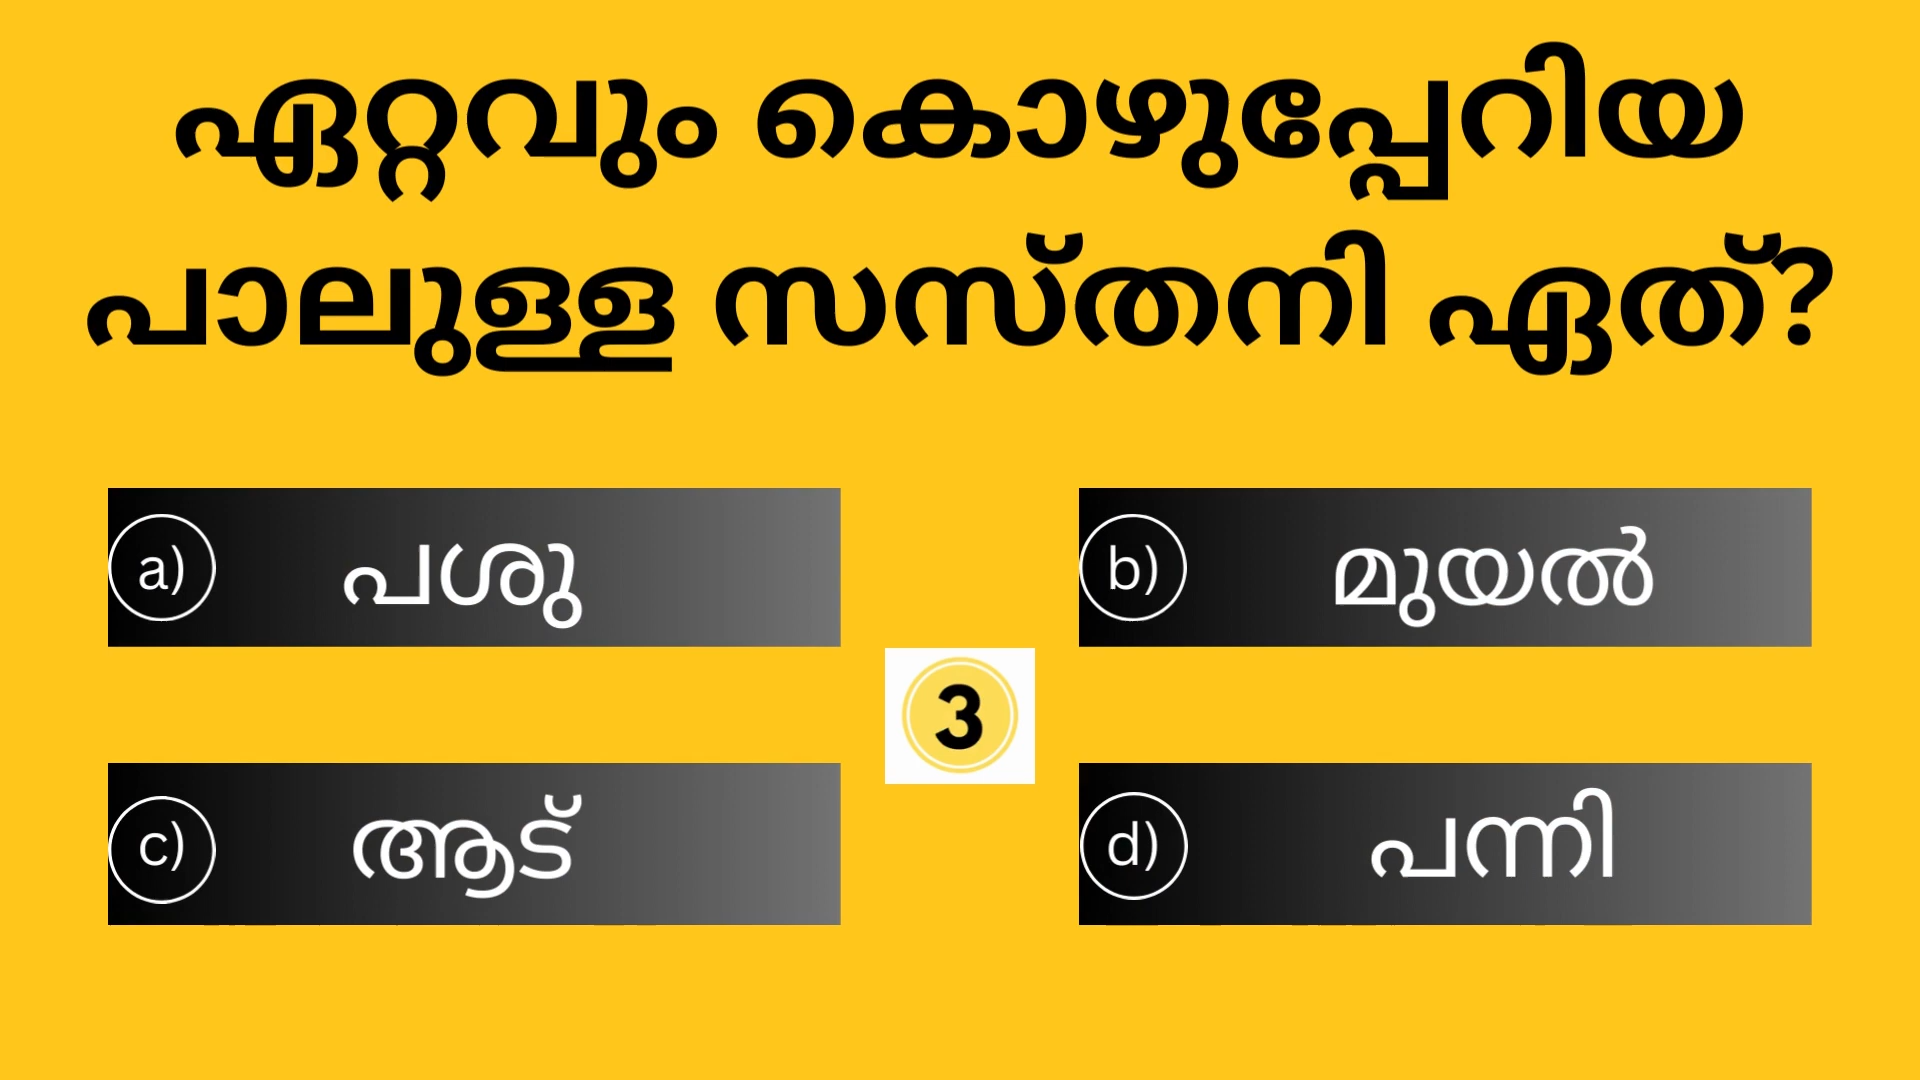 ഏറ്റവും കൊഴുപ്പേറിയ
പാലുള്ള സസ്തനി ഏത്?
a) പശു
b) മുയൽ
3
c) ആട്
d) പന്നി